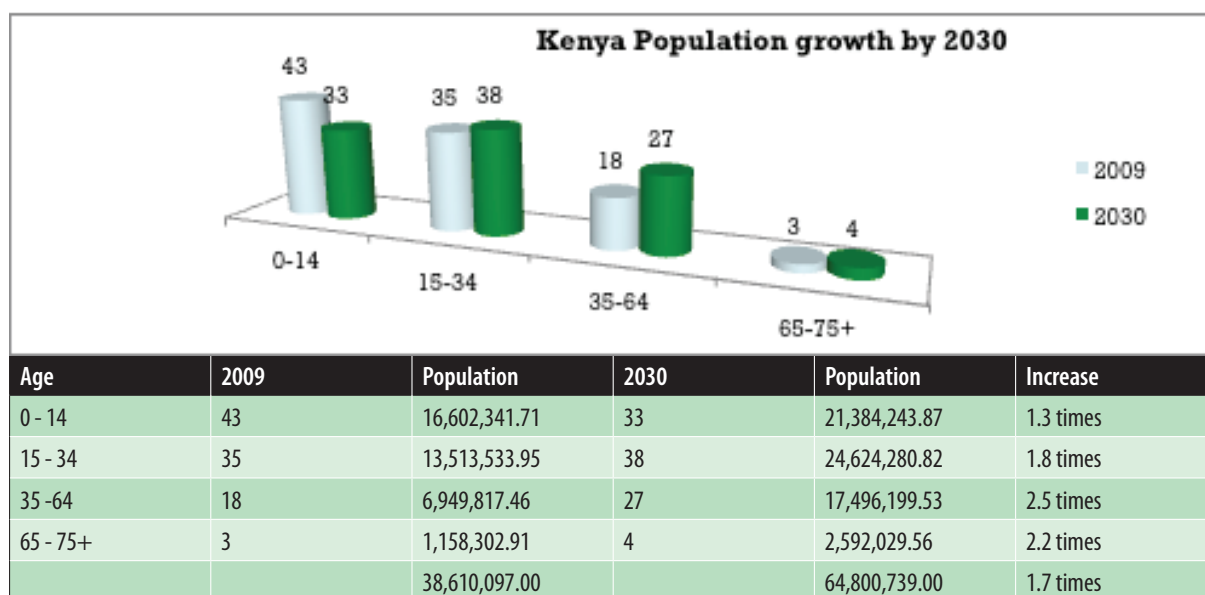 Kenya Population growth by 2030
43
33
35 38
18
27
3 4
0-14
15-34
35-64
65-75+
2009
2030
Age 2009 Population 2030 Population Increase
0 - 14 43 16,602,341.71 33 21,384,243.87 1.3 times
15 - 34 35 13,513,533.95 38 24,624,280.82 1.8 times
35 -64 18 6,949,817.46 27 17,496,199.53 2.5 times
65 - 75+ 3 1,158,302.91 4 2,592,029.56 2.2 times
38,610,097.00 64,800,739.00 1.7 times